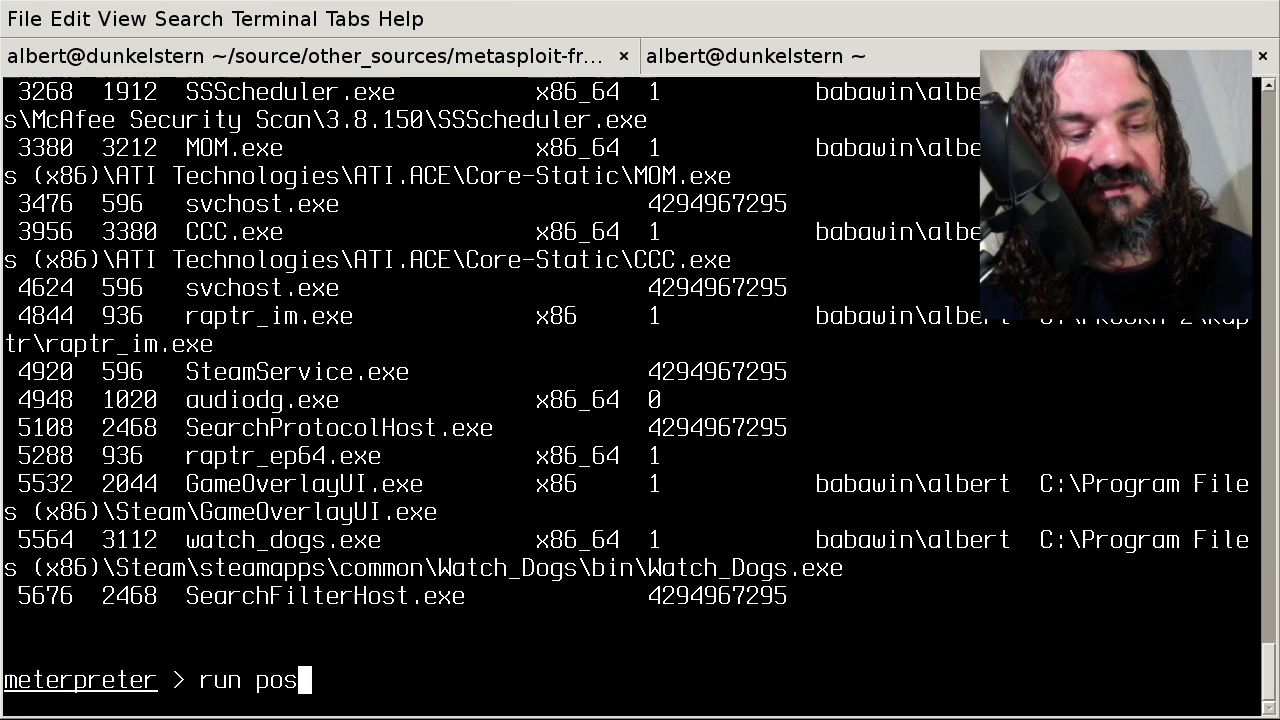 File Edit View Search Terminal Tabs Help
albert@dunkelstern ~/source/other_sources/metasploit-fr... × albert@dunkelstern ~ ×
3268 1912 SSScheduler.exe x86_64 1 babawin\albe
s\McAfee Security Scan\3.8.150\SSScheduler.exe
3380 3212 MOM.exe x86_64 1 babawin\albe
s (x86)\ATI Technologies\ATI.ACE\Core-Static\MOM.exe
3476 596 svchost.exe 4294967295
3956 3380 CCC.exe x86_64 1 babawin\albe
s (x86)\ATI Technologies\ATI.ACE\Core-Static\CCC.exe
4624 596 svchost.exe 4294967295
4844 936 raptr_im.exe x86 1 babawin\albert
tr\raptr_im.exe
4920 596 SteamService.exe 4294967295
4948 1020 audiodg.exe x86_64 0
5108 2468 SearchProtocolHost.exe 4294967295
5288 936 raptr_ep64.exe x86_64 1
5532 2044 GameOverlayUI.exe x86 1 babawin\albert C:\Program File
s (x86)\Steam\GameOverlayUI.exe
5564 3112 watch_dogs.exe x86_64 1 babawin\albert C:\Program File
s (x86)\Steam\steamapps\common\Watch_Dogs\bin\Watch_Dogs.exe
5676 2468 SearchFilterHost.exe 4294967295
meterpreter > run pos